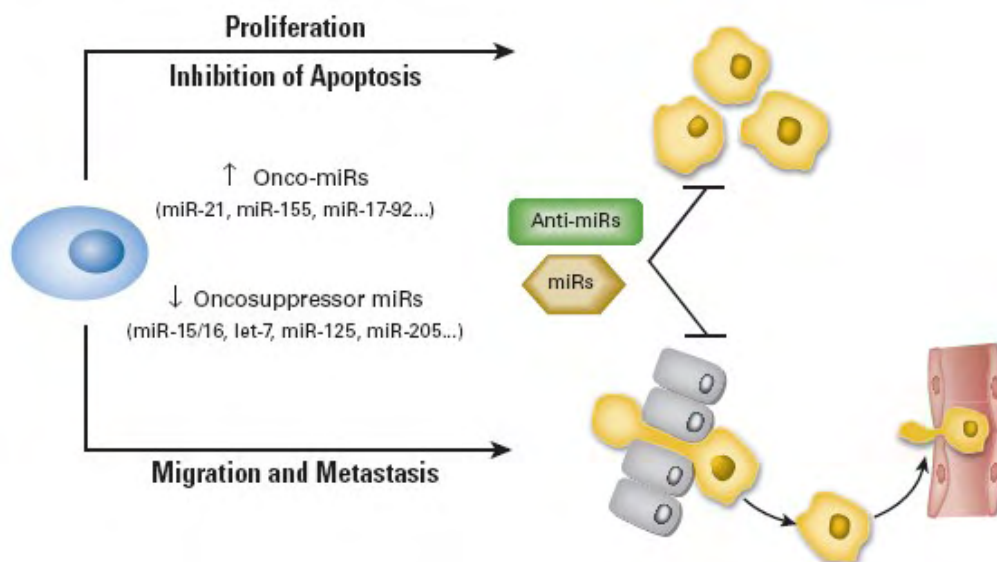 Proliferation
Inhibition of Apoptosis
↑ Onco-miRs
(miR-21, miR-155, miR-17-92...)
Anti-miRs
miRs
↓ Oncosuppressor miRs
(miR-15/16, let-7, miR-125, miR-205...)
Migration and Metastasis